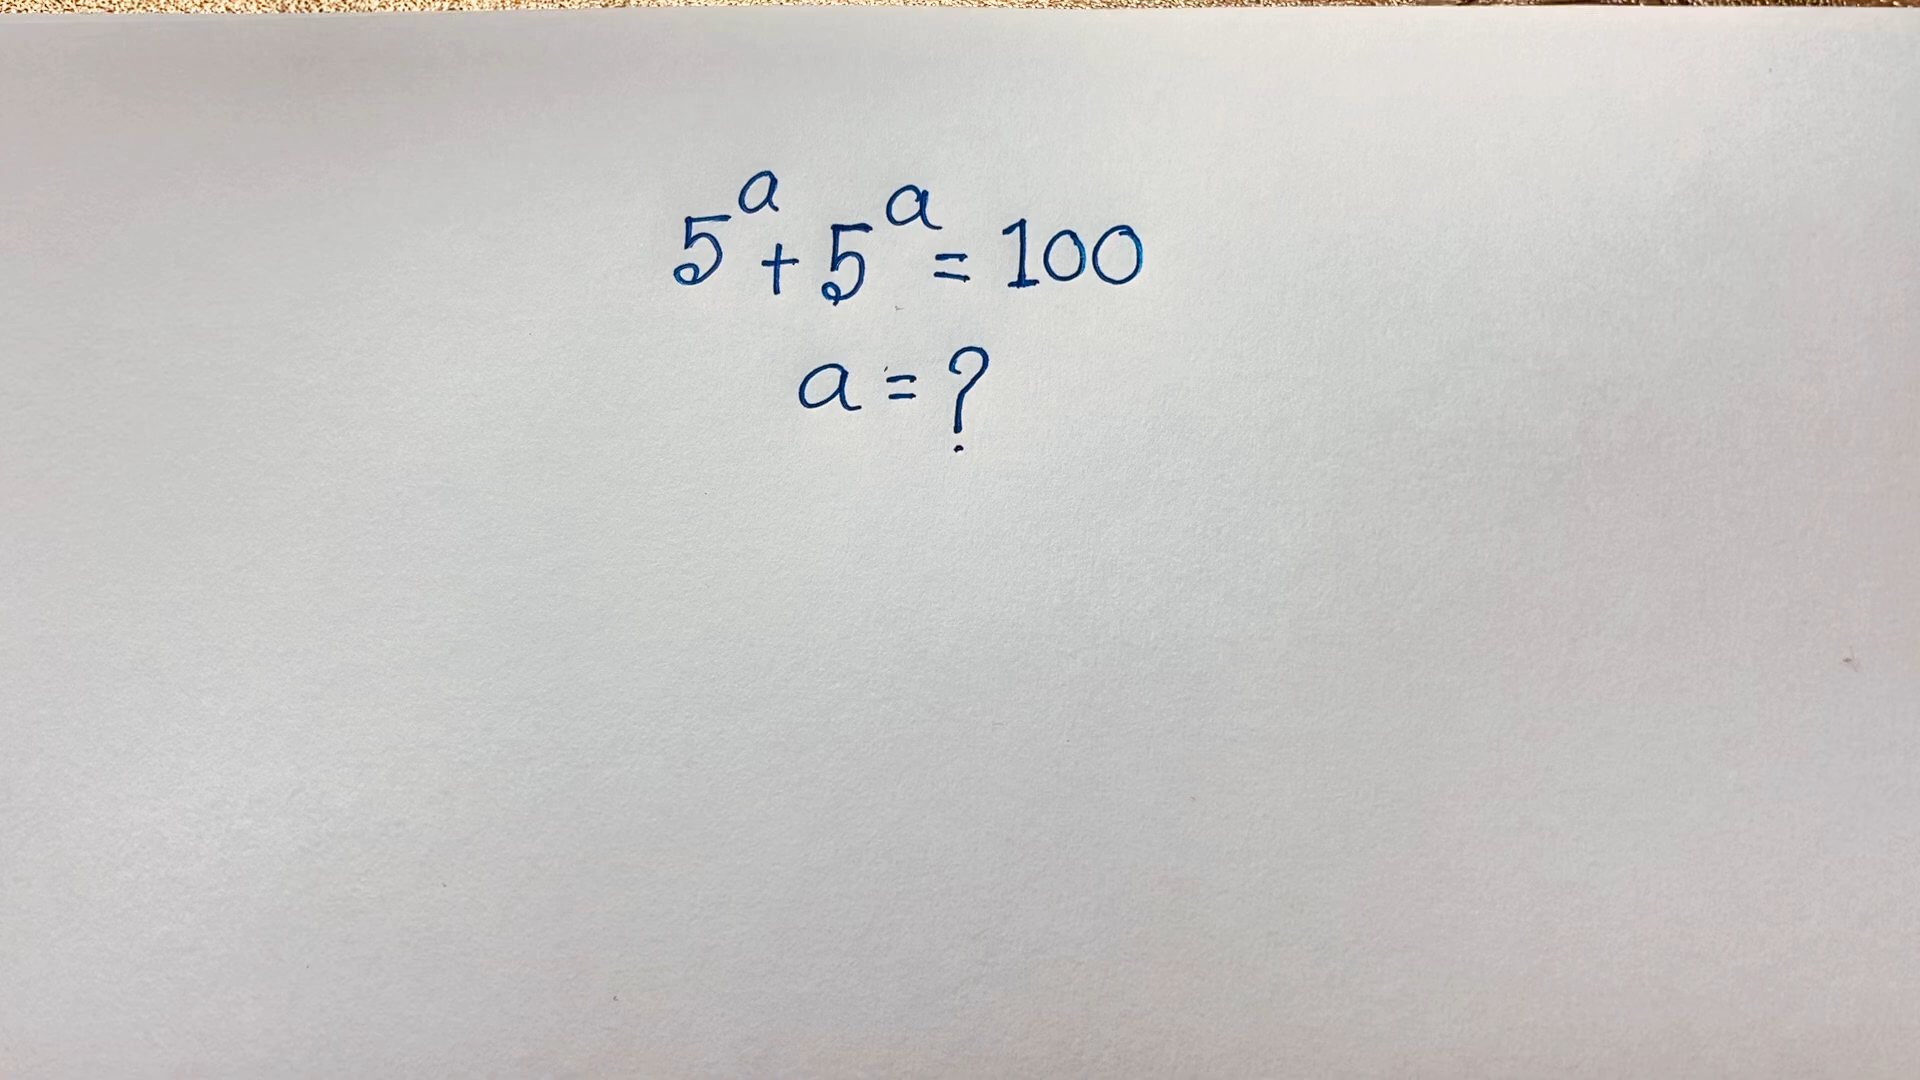 5^a + 5^a = 100
a = ?